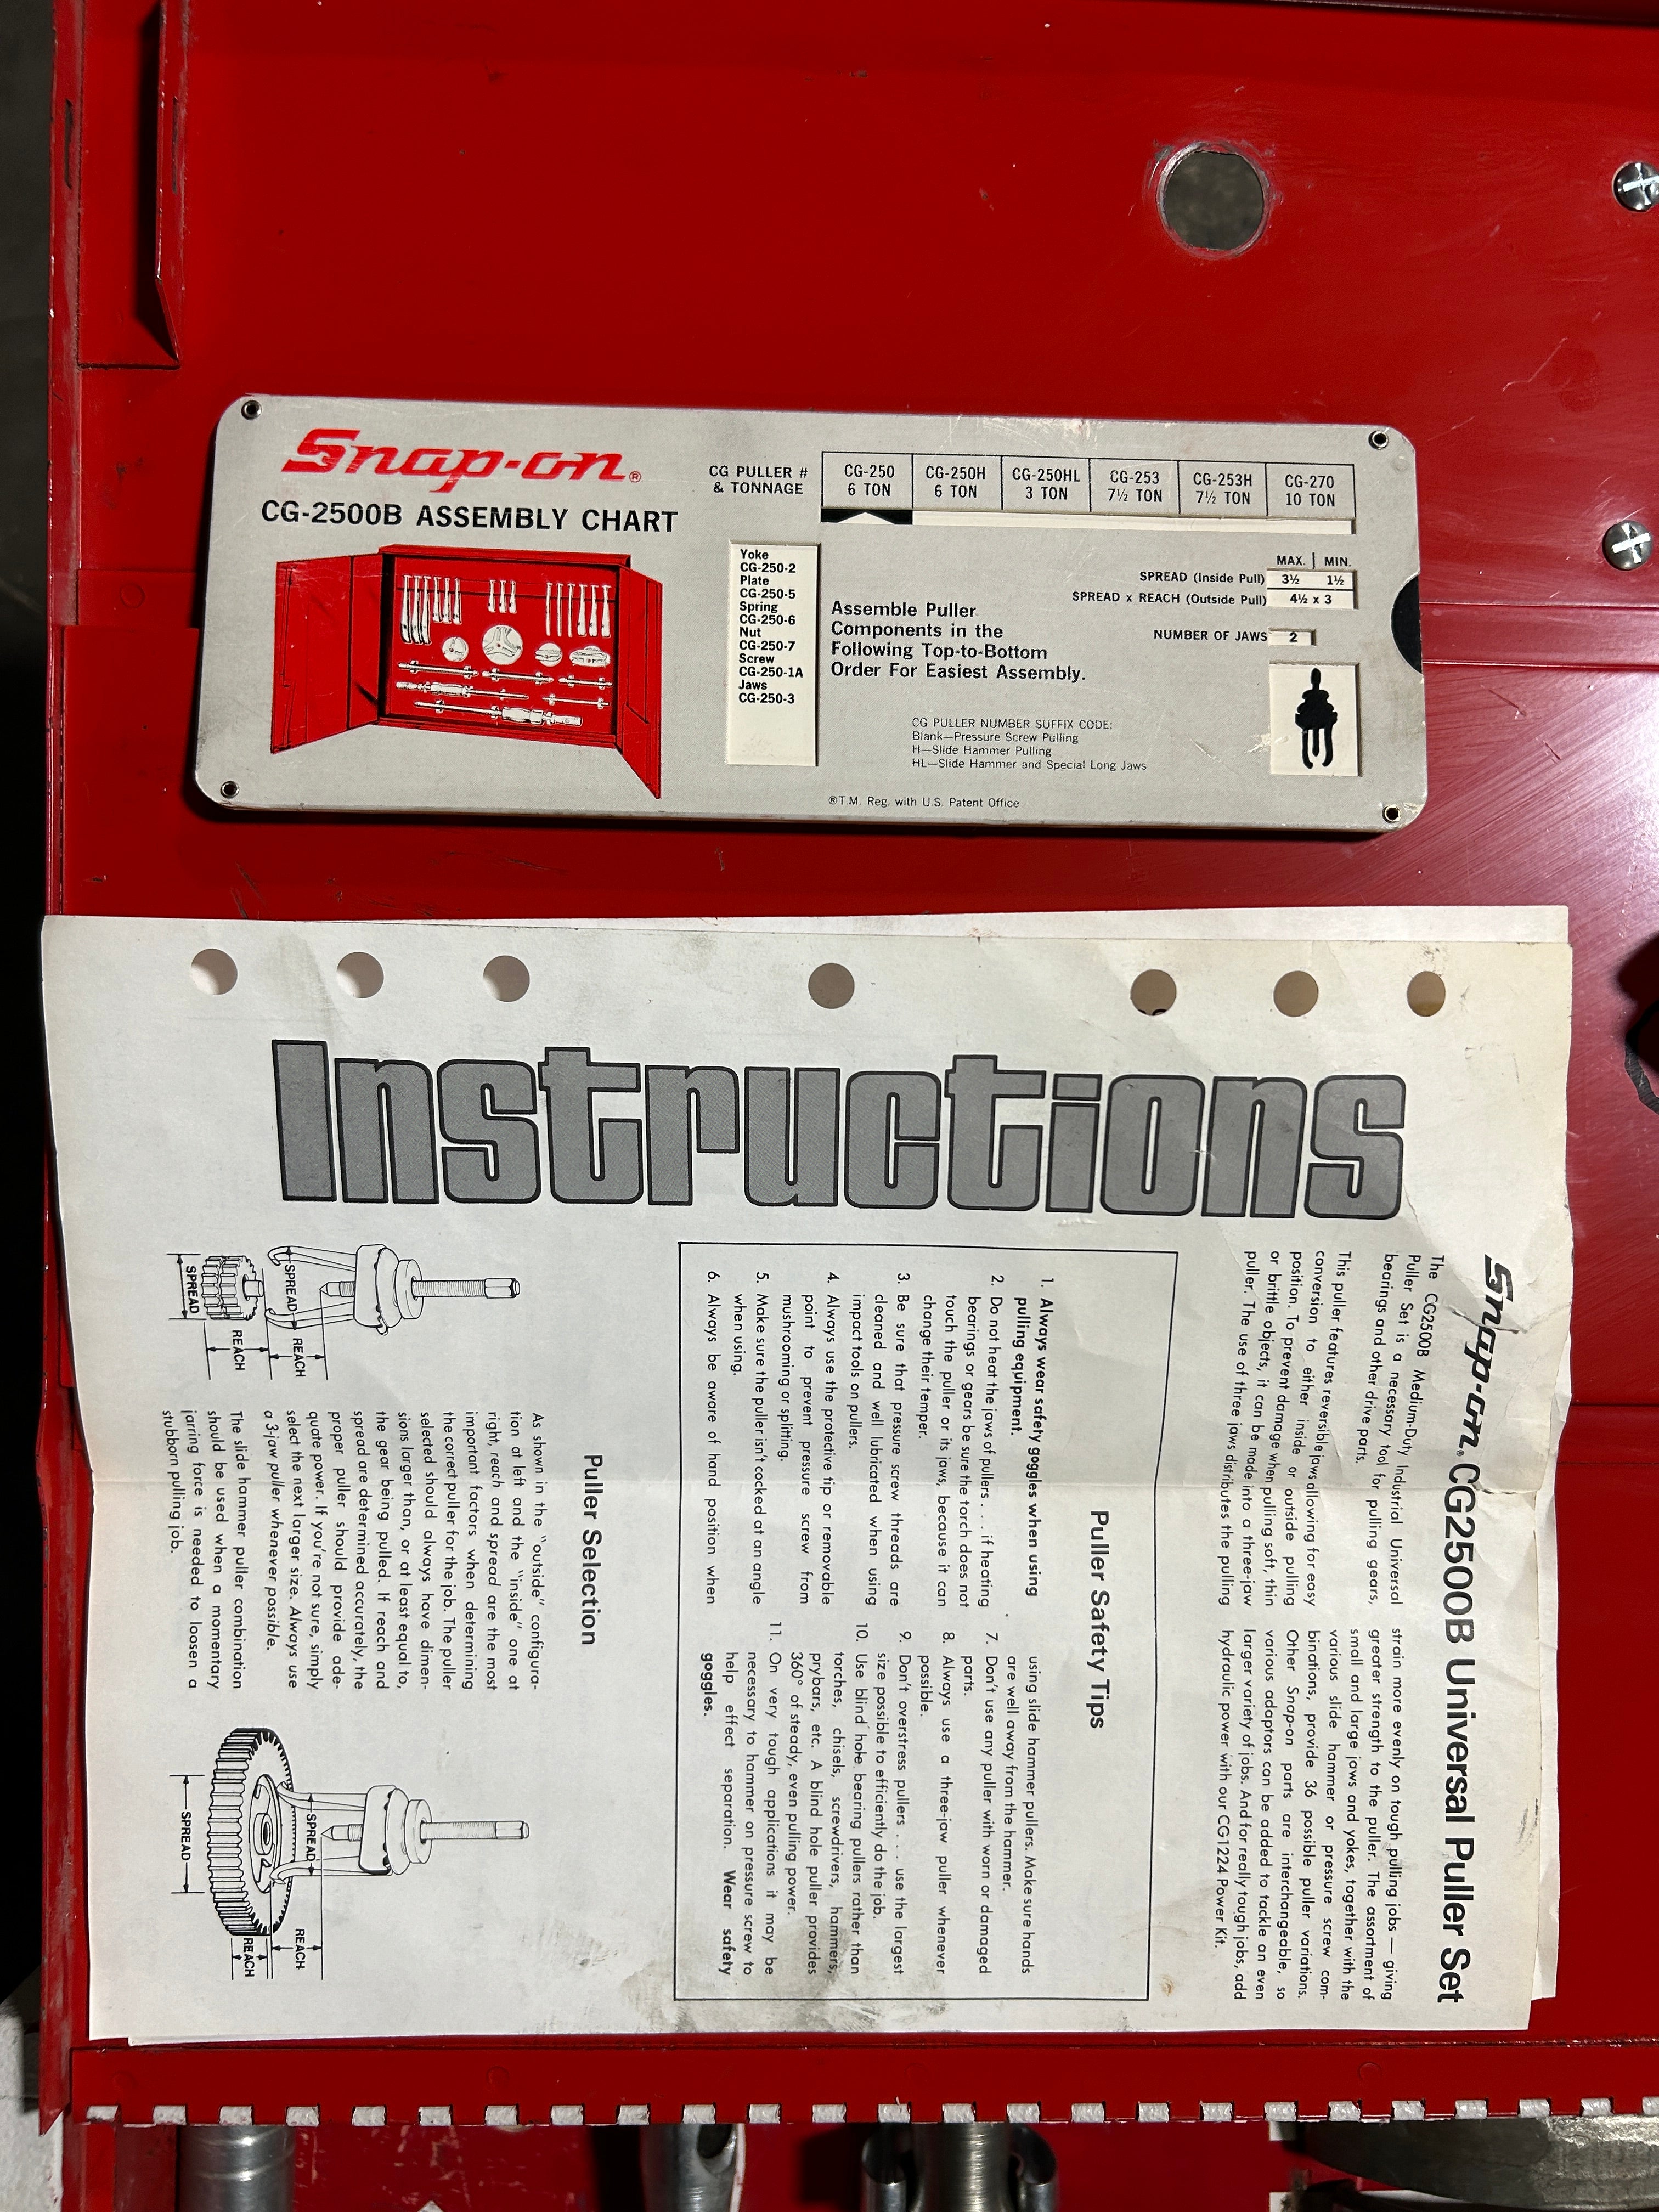 Snap-on®
CG-2500B ASSEMBLY CHART
CG PULLER #
& TONNAGE
CG-250
6 TON
CG-250H
6 TON
CG-250HL
3 TON
CG-253
7½ TON
CG-253H
7½ TON
CG-270
10 TON
Yoke
CG-250-2
Plate
CG-250-5
Spring
CG-250-6
Nut
CG-250-7
Screw
CG-250-1A
Jaws
CG-250-3
Assemble Puller
Components in the
Following Top-to-Bottom
Order For Easiest Assembly.
MAX. | MIN.
SPREAD (Inside Pull) 3½ 1½
SPREAD x REACH (Outside Pull) 4½ x 3
NUMBER OF JAWS 2
CG PULLER NUMBER SUFFIX CODE:
Blank—Pressure Screw Pulling
H—Slide Hammer Pulling
HL—Slide Hammer and Special Long Jaws
®T.M. Reg. with U.S. Patent Office
Instructions
Snap-on® CG2500B Universal Puller Set
The CG2500B Medium-Duty Industrial Universal
Puller Set is a necessary tool for pulling gears,
bearings and other drive parts.
This puller features reversible jaws allowing for easy
conversion to either inside or outside pulling
position. To prevent damage when pulling soft, thin
or brittle objects, it can be made into a three-jaw
puller. The use of three jaws distributes the pulling
strain more evenly on tough pulling jobs — giving
greater strength to the puller. The assortment of
small and large jaws and yokes, together with the
various slide hammer or pressure screw com-
binations, provide 36 possible puller variations.
Other Snap-on parts are interchangeable, so
various adaptors can be added to tackle an even
larger variety of jobs. And for really tough jobs, add
hydraulic power with our CG1224 Power Kit.
Puller Safety Tips
1. Always wear safety goggles when using
pulling equipment.
2. Do not heat the jaws of pullers . . . if heating
bearings or gears be sure the torch does not
touch the puller or its jaws, because it can
change their temper.
3. Be sure that pressure screw threads are
cleaned and well lubricated when using
impact tools on pullers.
4. Always use the protective tip or removable
point to prevent pressure screw from
mushrooming or splitting.
5. Make sure the puller isn't cocked at an angle
when using.
6. Always be aware of hand position when
using slide hammer pullers. Make sure hands
are well away from the hammer.
7. Don't use any puller with worn or damaged
parts.
8. Always use a three-jaw puller whenever
possible.
9. Don't overstress pullers . . . use the largest
size possible to efficiently do the job.
10. Use blind hole bearing pullers rather than
torches, chisels, screwdrivers, hammers,
prybars, etc. A blind hole puller provides
360° of steady, even pulling power.
11. On very tough applications it may be
necessary to hammer on pressure screw to
help effect separation. Wear safety
goggles.
Puller Selection
SPREAD
SPREAD
REACH
REACH
As shown in the "outside" configura-
tion at left and the "inside" one at
right, reach and spread are the most
important factors when determining
the correct puller for the job. The puller
selected should always have dimen-
sions larger than, or at least equal to,
the gear being pulled. If reach and
spread are determined accurately, the
proper puller should provide ade-
quate power. If you're not sure, simply
select the next larger size. Always use
a 3-jaw puller whenever possible.
The slide hammer puller combination
should be used when a momentary
jarring force is needed to loosen a
stubborn pulling job.
SPREAD
SPREAD
REACH
REACH